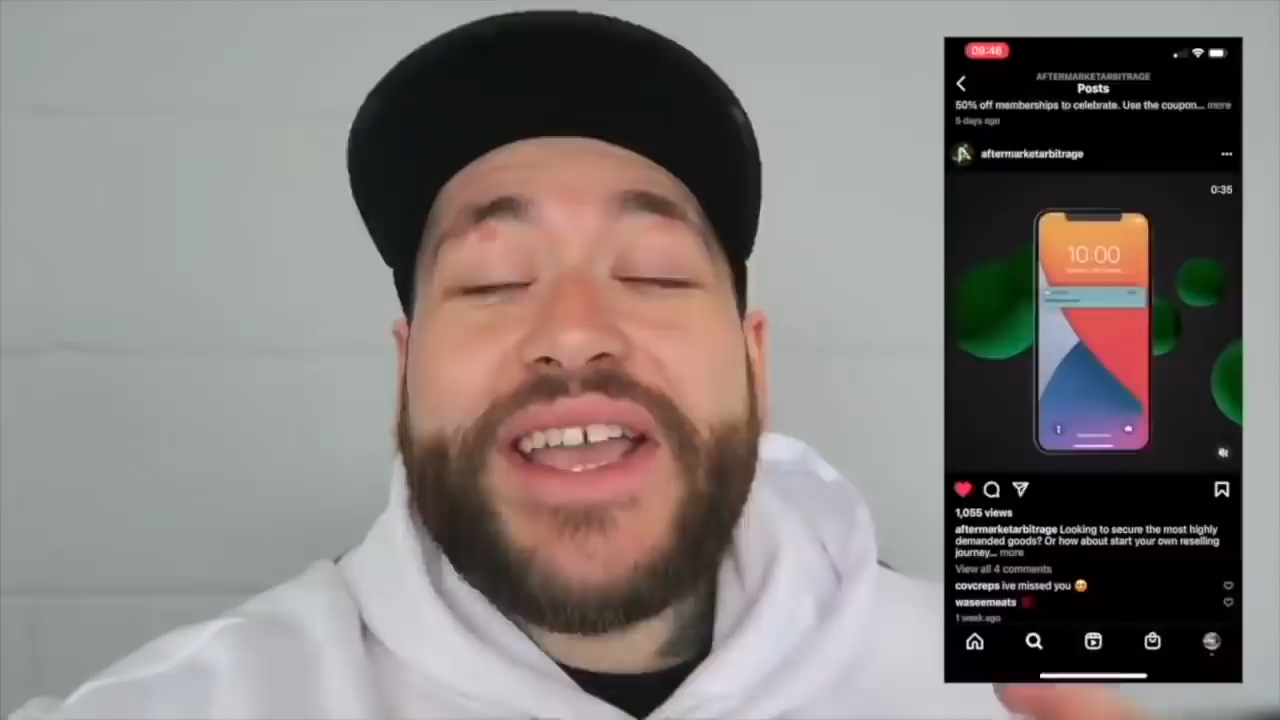 09:46
AFTERMARKETARBITRAGE
Posts
50% off memberships to celebrate. Use the coupon... more
5 days ago
aftermarketarbitrage
0:35
10:00
1,055 views
aftermarketarbitrage Looking to secure the most highly
demanded goods? Or how about start your own reselling
journey... more
View all 4 comments
covcreps ive missed you 😍
waseemeats
1 week ago